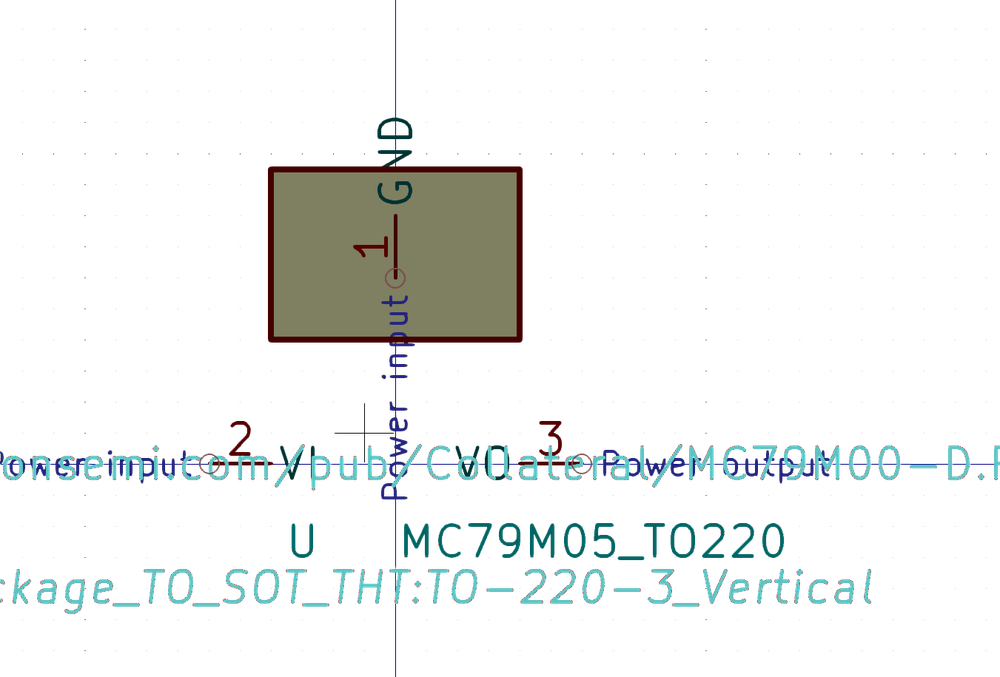 GND
1
Power input
2
3
Power input
VI
VO
Power output
onsemi.com/pub/Collateral/MC79M00-D.P
U
MC79M05_TO220
ckage_TO_SOT_THT:TO-220-3_Vertical